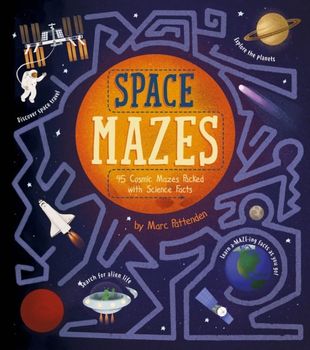 Explore the planets
Discover space travel
SPACE
MAZES
45 Cosmic Mazes Packed
with Science Facts
by Marc Pattenden
Learn a-MAZE-ing facts as you go!
Search for alien life